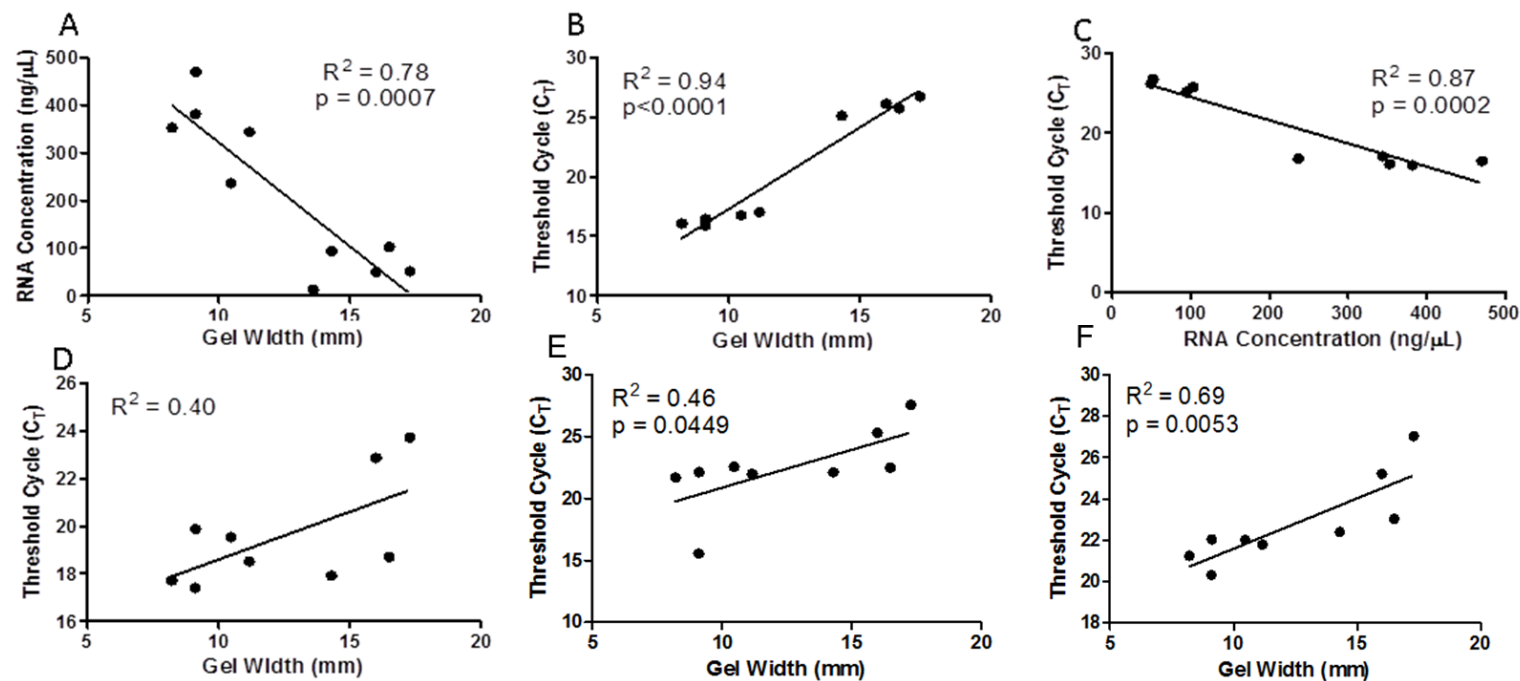 A
RNA Concentration (ng/μL)
500
400
300
200
100
0
R² = 0.78
p = 0.0007
5
10
15
20
Gel WIdth (mm)
B
Threshold Cycle (C_T)
30
25
20
15
10
R² = 0.94
p<0.0001
5
10
15
20
Gel WIdth (mm)
C
Threshold Cycle (C_T)
30
20
10
0
R² = 0.87
p = 0.0002
0
100
200
300
400
500
RNA Concentration (ng/μL)
D
Threshold Cycle (C_T)
26
24
22
20
18
16
R² = 0.40
5
10
15
20
Gel WIdth (mm)
E
Threshold Cycle (C_T)
30
25
20
15
10
R² = 0.46
p = 0.0449
5
10
15
20
Gel Width (mm)
F
Threshold Cycle (C_T)
30
28
26
24
22
20
18
R² = 0.69
p = 0.0053
5
10
15
20
Gel Width (mm)